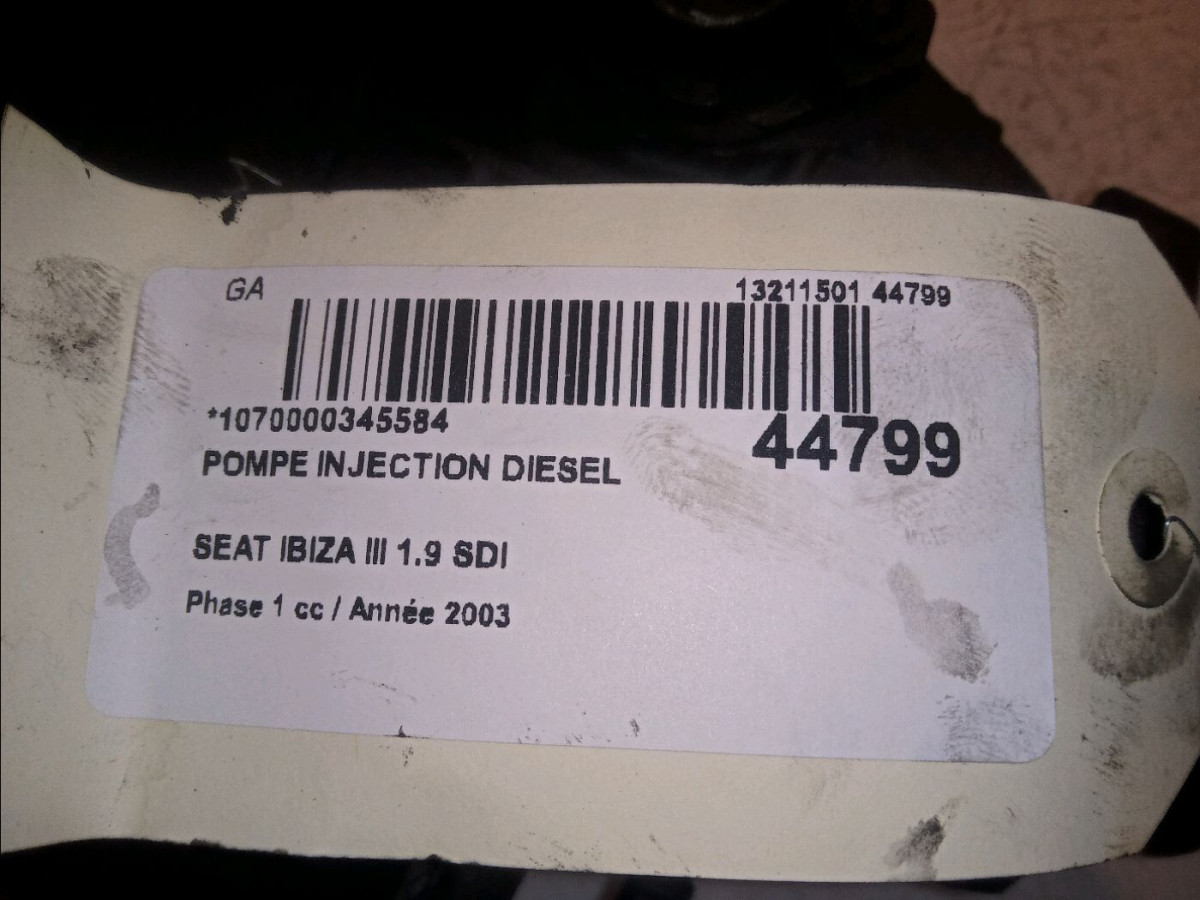 GA 13211501 44799
*1070000345584 44799
POMPE INJECTION DIESEL
SEAT IBIZA III 1.9 SDI
Phase 1 cc / Année 2003